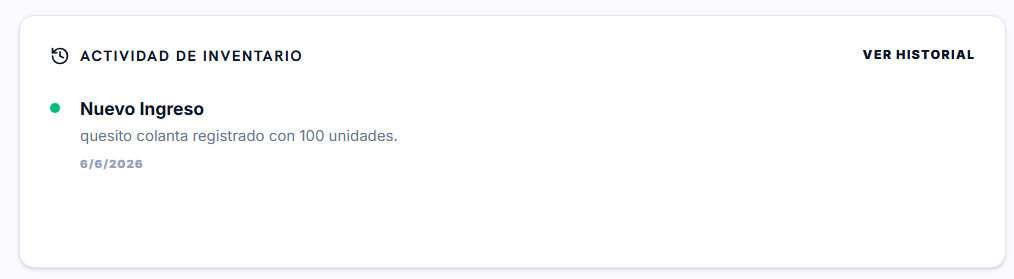 ACTIVIDAD DE INVENTARIO
VER HISTORIAL
Nuevo Ingreso
quesito colanta registrado con 100 unidades.
6/6/2026